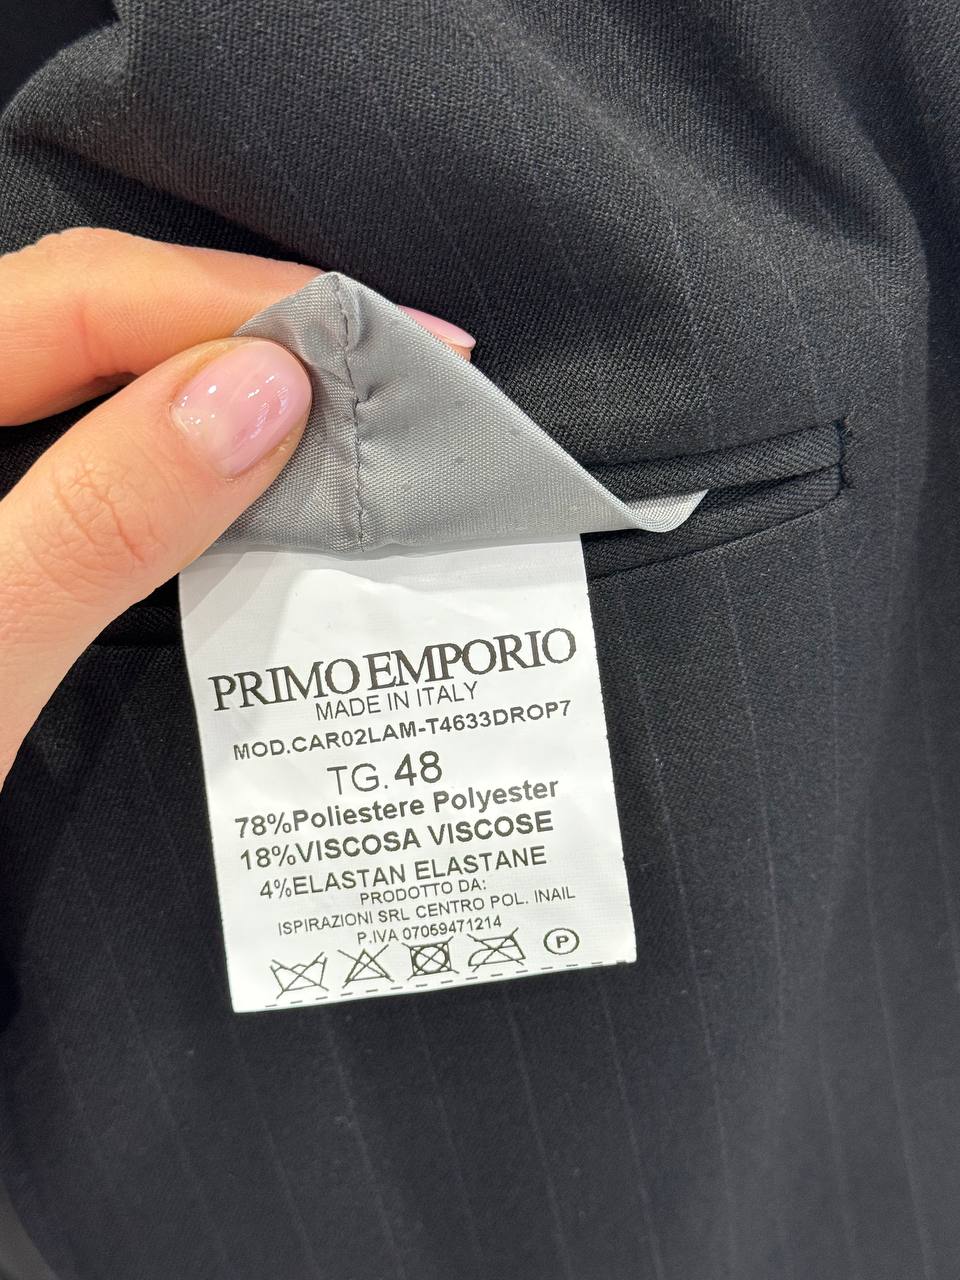 PRIMO EMPORIO
MADE IN ITALY
MOD.CAR02LAM-T4633DROP7
TG. 48
78%Poliestere Polyester
18%VISCOSA VISCOSE
4%ELASTAN ELASTANE
PRODOTTO DA:
ISPIRAZIONI SRL CENTRO POL. INAIL
P.IVA 07059471214
P